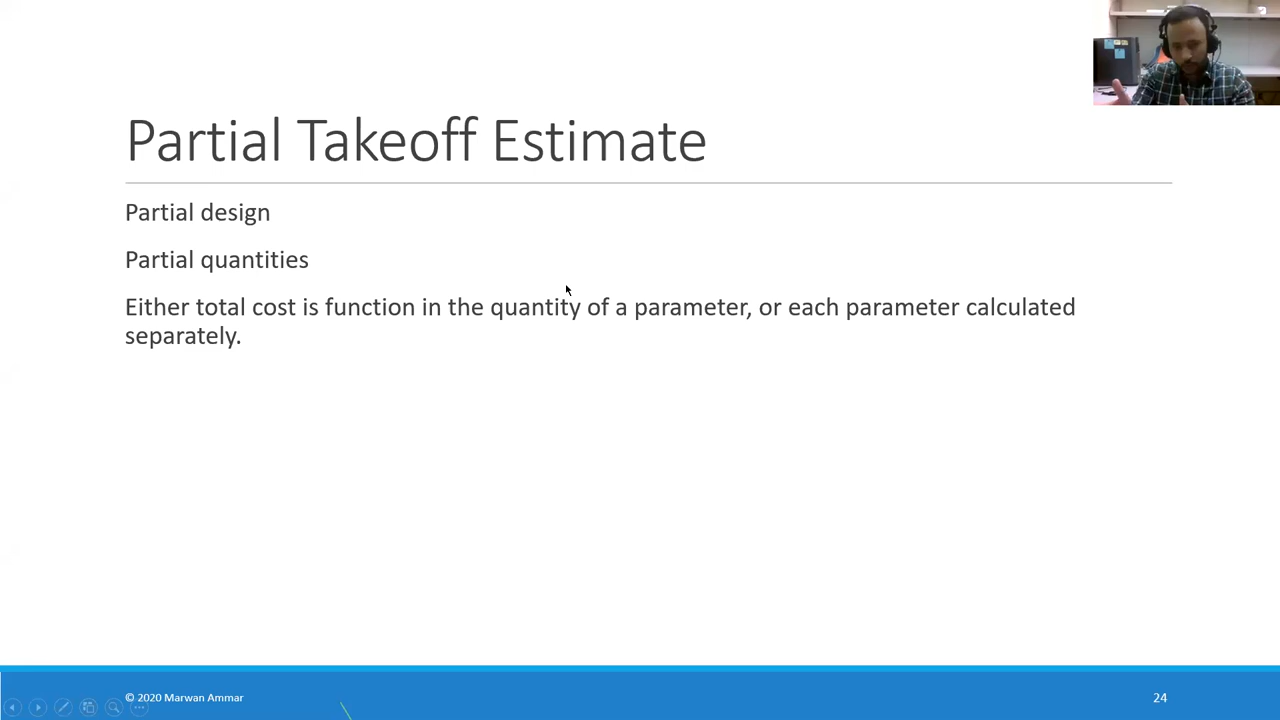 Partial Takeoff Estimate
Partial design
Partial quantities
Either total cost is function in the quantity of a parameter, or each parameter calculated
separately.
© 2020 Marwan Ammar
24